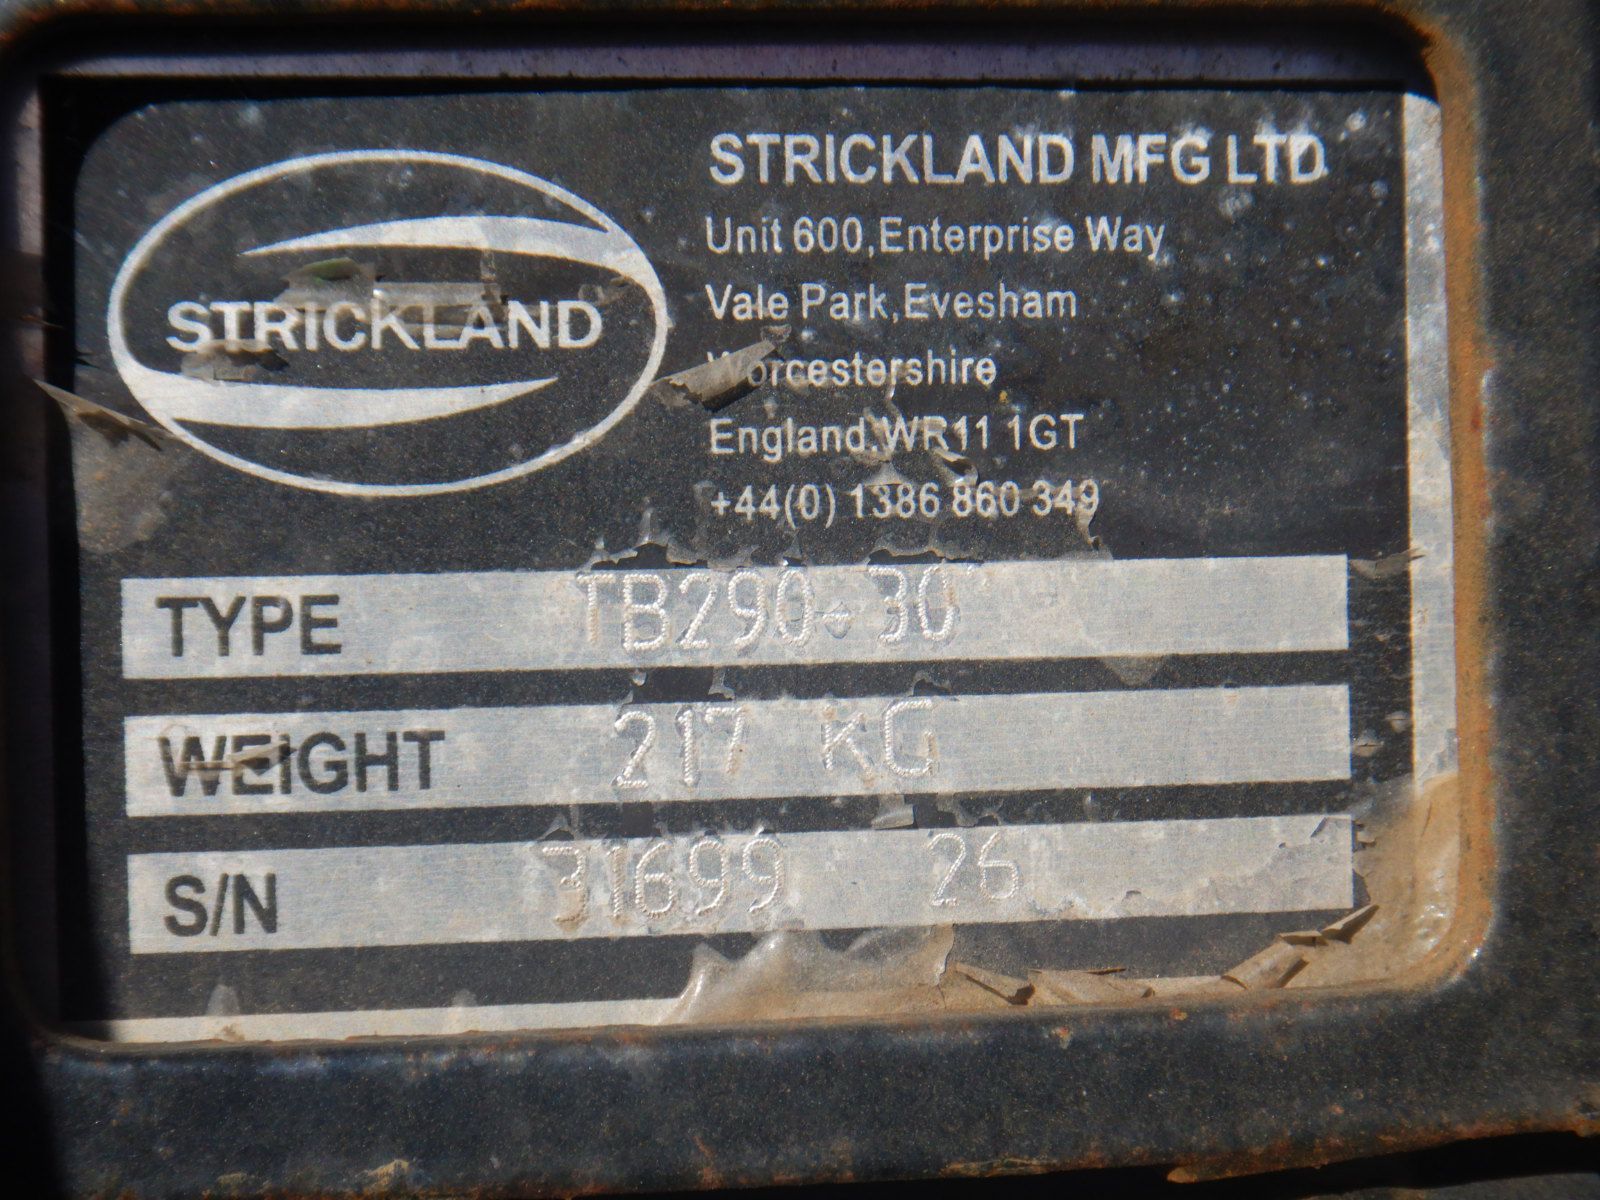 STRICKLAND
STRICKLAND MFG LTD
Unit 600,Enterprise Way
Vale Park,Evesham
Worcestershire
England.WR11 1GT
+44(0) 1386 860 349
TYPE TB290-30
WEIGHT 217 KG
S/N 31699 26